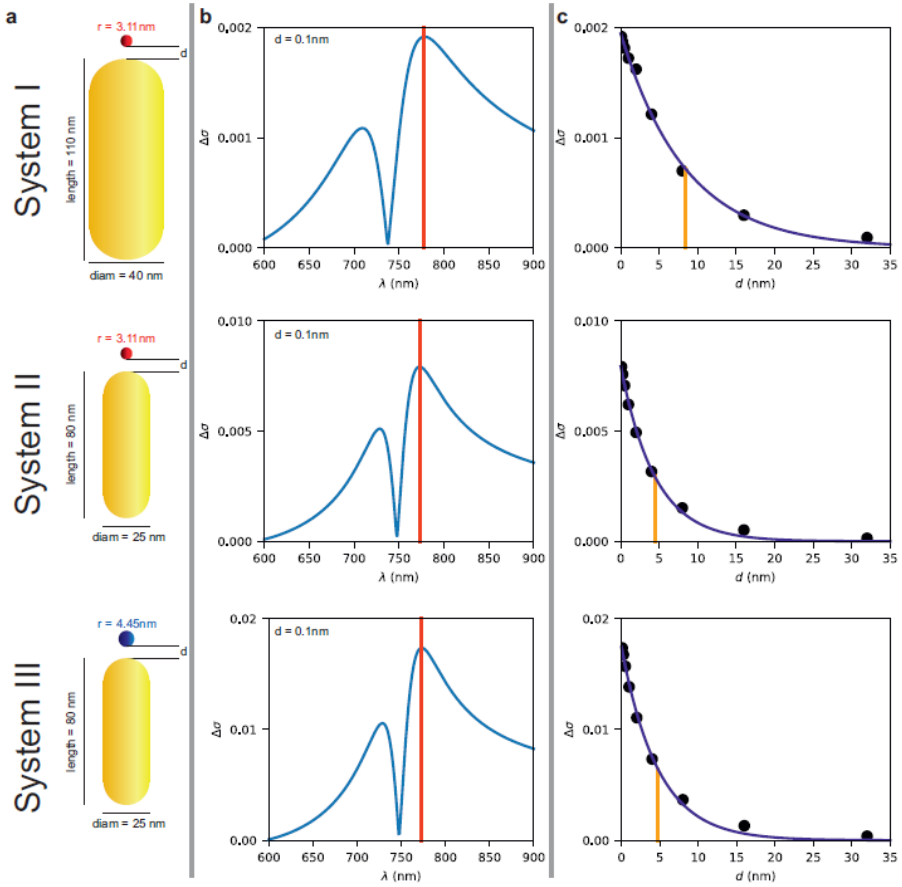 a
b
c
System I
r = 3.11nm
d
length = 110 nm
diam = 40 nm
d = 0.1nm
Δσ
0.002
0.001
0.000
600 650 700 750 800 850 900
λ (nm)
Δσ
0.002
0.001
0.000
0 5 10 15 20 25 30 35
d (nm)
System II
r = 3.11nm
d
length = 80 nm
diam = 25 nm
d = 0.1nm
Δσ
0.010
0.005
0.000
600 650 700 750 800 850 900
λ (nm)
Δσ
0.010
0.005
0.000
0 5 10 15 20 25 30 35
d (nm)
System III
r = 4.45nm
d
length = 80 nm
diam = 25 nm
d = 0.1nm
Δσ
0.02
0.01
0.00
600 650 700 750 800 850 900
λ (nm)
Δσ
0.02
0.01
0.00
0 5 10 15 20 25 30 35
d (nm)